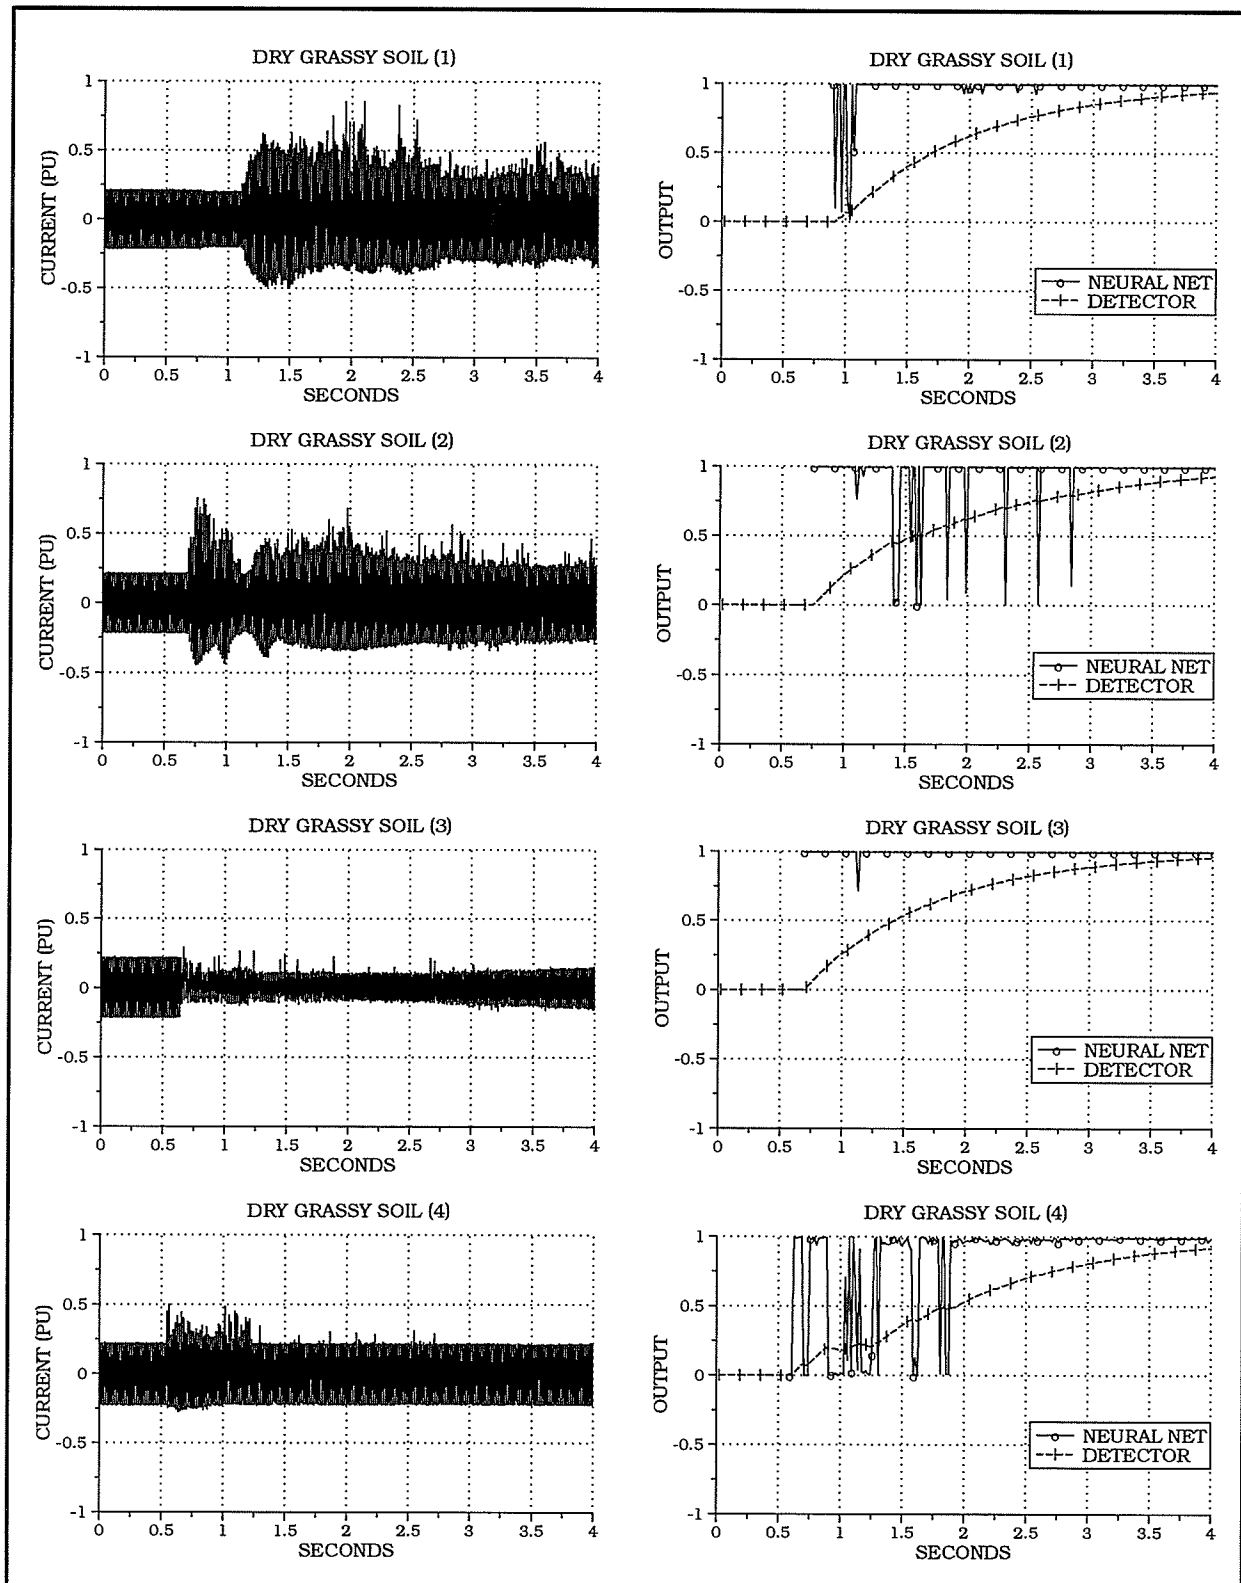 DRY GRASSY SOIL (1)
CURRENT (PU)
1
0.5
0
-0.5
-1
0 0.5 1 1.5 2 2.5 3 3.5 4
SECONDS
DRY GRASSY SOIL (1)
OUTPUT
1
0.5
0
-0.5
-1
NEURAL NET
DETECTOR
0 0.5 1 1.5 2 2.5 3 3.5 4
SECONDS
DRY GRASSY SOIL (2)
CURRENT (PU)
1
0.5
0
-0.5
-1
0 0.5 1 1.5 2 2.5 3 3.5 4
SECONDS
DRY GRASSY SOIL (2)
OUTPUT
1
0.5
0
-0.5
-1
NEURAL NET
DETECTOR
0 0.5 1 1.5 2 2.5 3 3.5 4
SECONDS
DRY GRASSY SOIL (3)
CURRENT (PU)
1
0.5
0
-0.5
-1
0 0.5 1 1.5 2 2.5 3 3.5 4
SECONDS
DRY GRASSY SOIL (3)
OUTPUT
1
0.5
0
-0.5
-1
NEURAL NET
DETECTOR
0 0.5 1 1.5 2 2.5 3 3.5 4
SECONDS
DRY GRASSY SOIL (4)
CURRENT (PU)
1
0.5
0
-0.5
-1
0 0.5 1 1.5 2 2.5 3 3.5 4
SECONDS
DRY GRASSY SOIL (4)
OUTPUT
1
0.5
0
-0.5
-1
NEURAL NET
DETECTOR
0 0.5 1 1.5 2 2.5 3 3.5 4
SECONDS